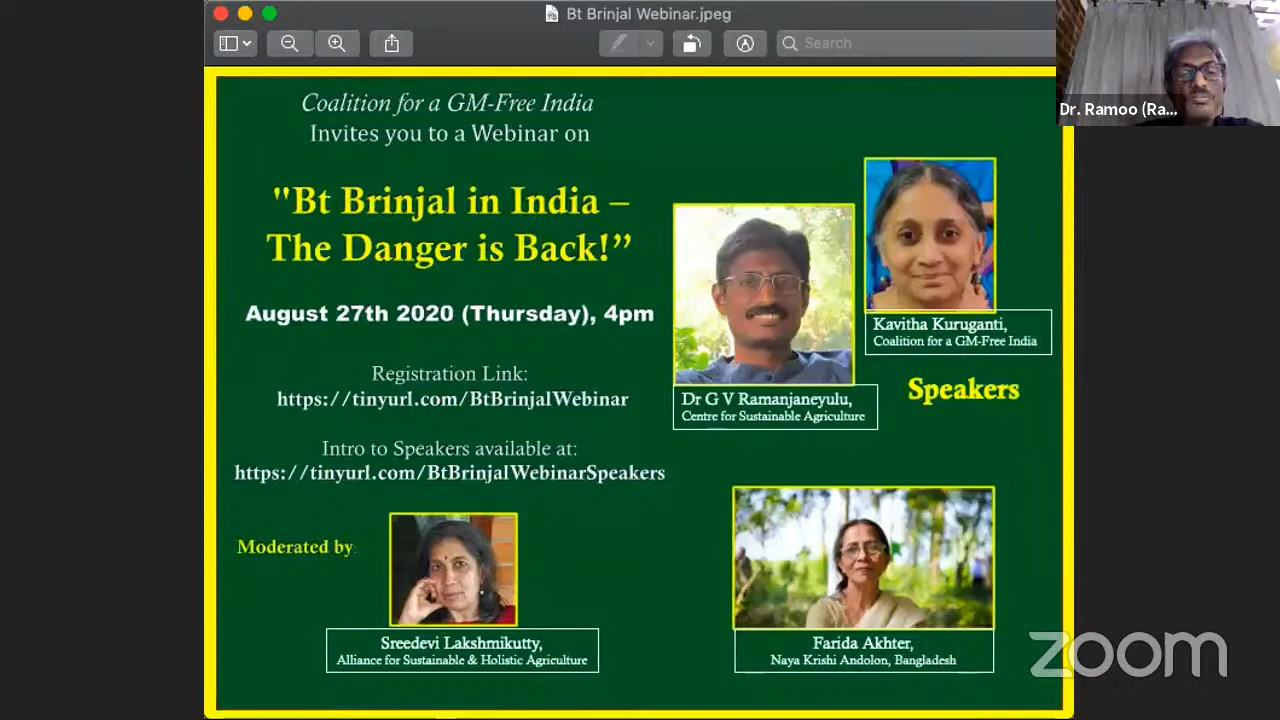 Bt Brinjal Webinar.jpeg
Search
Dr. Ramoo (Ra...
Coalition for a GM-Free India
Invites you to a Webinar on
"Bt Brinjal in India –
The Danger is Back!”
August 27th 2020 (Thursday), 4pm
Registration Link:
https://tinyurl.com/BtBrinjalWebinar
Intro to Speakers available at:
https://tinyurl.com/BtBrinjalWebinarSpeakers
Kavitha Kuruganti,
Coalition for a GM-Free India
Dr G V Ramanjaneyulu,
Centre for Sustainable Agriculture
Speakers
Moderated by:
Sreedevi Lakshmikutty,
Alliance for Sustainable & Holistic Agriculture
Farida Akhter,
Naya Krishi Andolon, Bangladesh
zoom